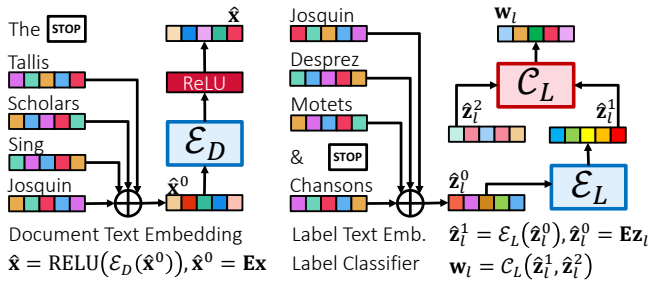 The STOP
Tallis
Scholars
Sing
Josquin
x̂
ReLU
ℰ_D
x̂⁰
Document Text Embedding
x̂ = RELU(ℰ_D(x̂⁰)), x̂⁰ = Ex
Josquin
Desprez
Motets
& STOP
Chansons
w_l
𝒞_L
ẑ_l² ẑ_l¹
ẑ_l⁰
ℰ_L
Label Text Emb. ẑ_l¹ = ℰ_L(ẑ_l⁰), ẑ_l⁰ = Ez_l
Label Classifier w_l = 𝒞_L(ẑ_l¹, ẑ_l²)